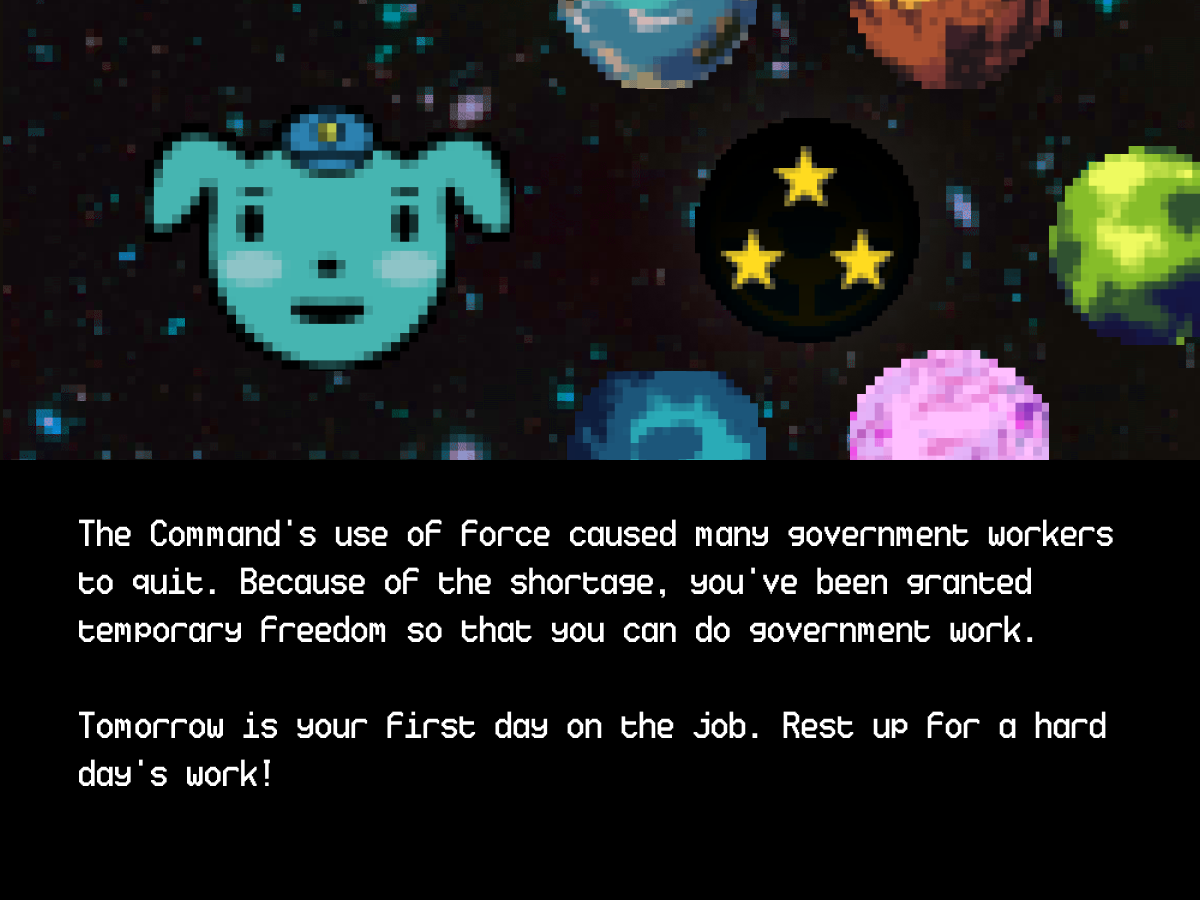 The Command's use of force caused many government workers
to quit. Because of the shortage, you've been granted
temporary freedom so that you can do government work.
Tomorrow is your first day on the job. Rest up for a hard
day's work!